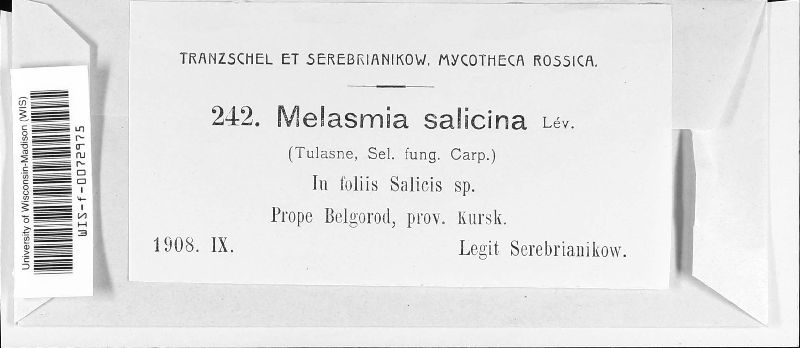 TRANZSCHEL ET SEREBRIANIKOW. MYCOTHECA ROSSICA.
242. Melasmia salicina Lév.
(Tulasne, Sel. fung. Carp.)
In foliis Salicis sp.
Prope Belgorod, prov. Kursk.
1908. IX. Legit Serebrianikow.
University of Wisconsin-Madison (WIS)
WIS-f-0072975